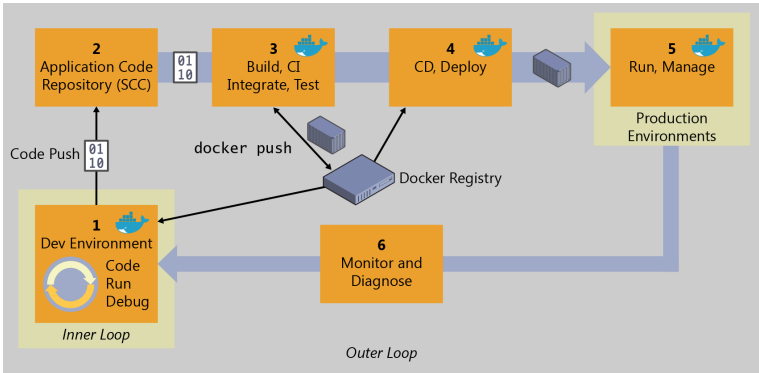 2
Application Code
Repository (SCC)
01
10
3
Build, CI
Integrate, Test
4
CD, Deploy
5
Run, Manage
Production
Environments
Code Push
01
10
docker push
Docker Registry
1
Dev Environment
Code
Run
Debug
Inner Loop
6
Monitor and
Diagnose
Outer Loop